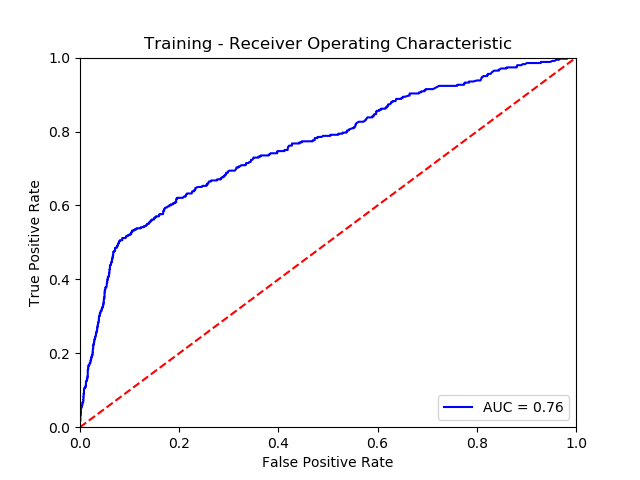 Training - Receiver Operating Characteristic
1.0
0.8
0.6
0.4
0.2
0.0
True Positive Rate
AUC = 0.76
0.0 0.2 0.4 0.6 0.8 1.0
False Positive Rate